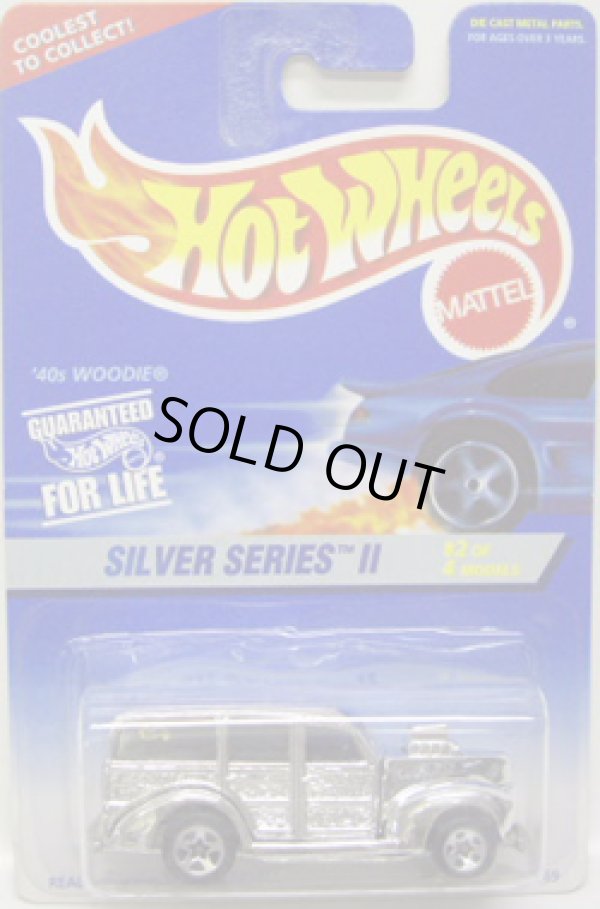 COOLEST
TO COLLECT!
DIE CAST METAL PARTS.
FOR AGES OVER 3 YEARS.
HOT WHEELS
MATTEL
®
'40s WOODIE®
GUARANTEED
Hot Wheels
®
FOR LIFE
SOLD OUT
SILVER SERIES™ II
#2 OF
4 MODELS
REAL